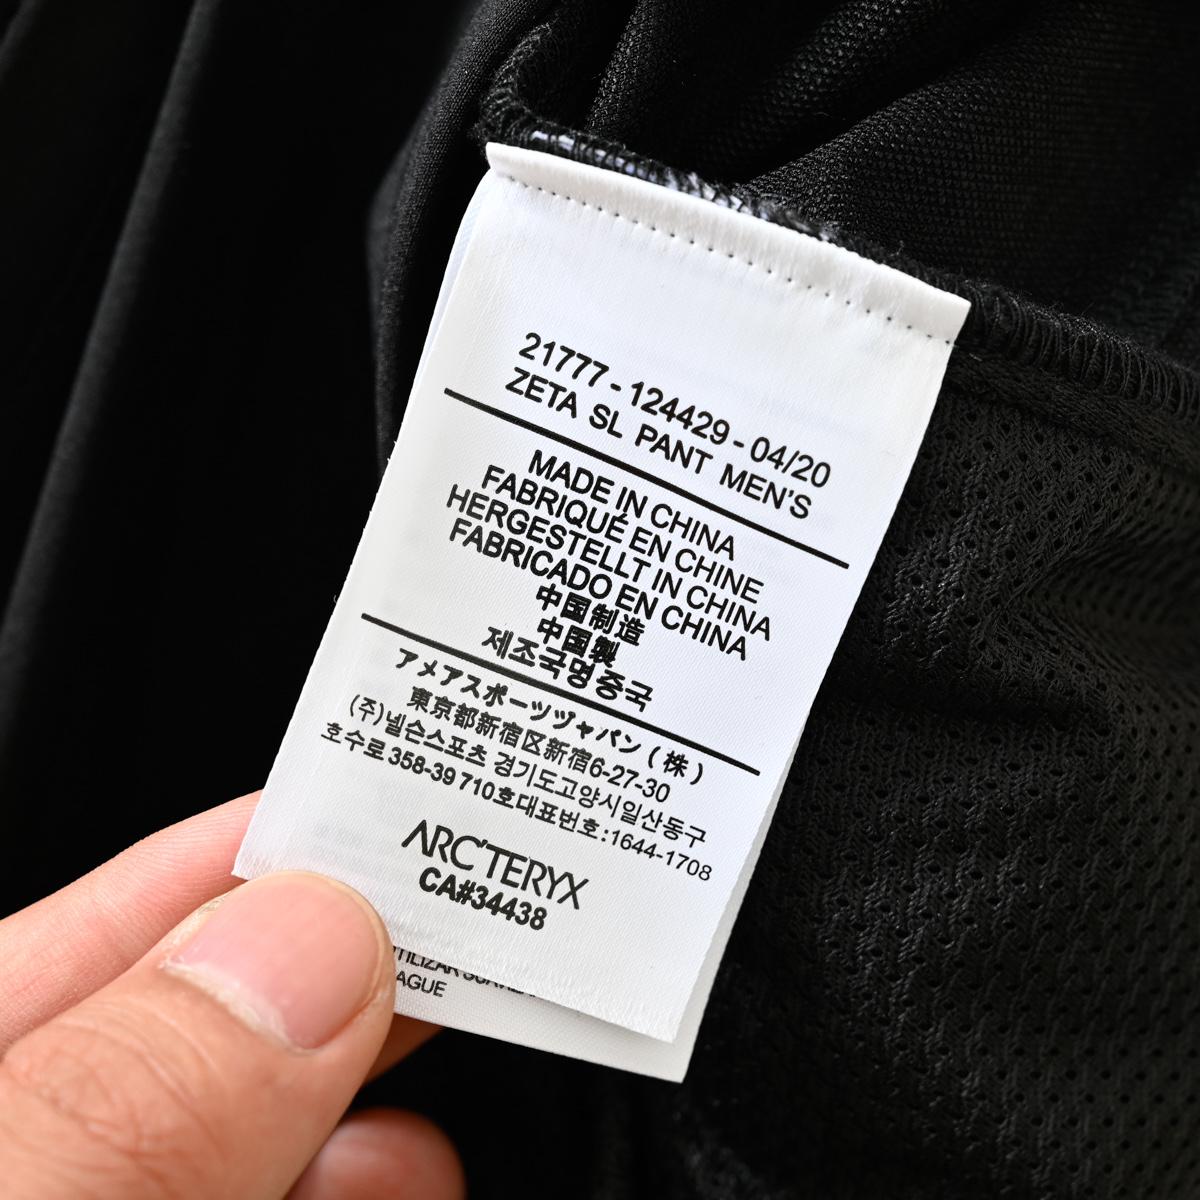 21777 - 124429 - 04/20
ZETA SL PANT MEN'S
MADE IN CHINA
FABRIQUÉ EN CHINE
HERGESTELLT IN CHINA
FABRICADO EN CHINA
中国制造
中国製
제조국명 중국
アメアスポーツヅャパン (株)
東京都新宿区新宿6-27-30
(주)넬슨스포츠 경기도고양시일산동구
호수로 358-39 710호대표번호:1644-1708
ARC'TERYX
CA#34438
AGUE